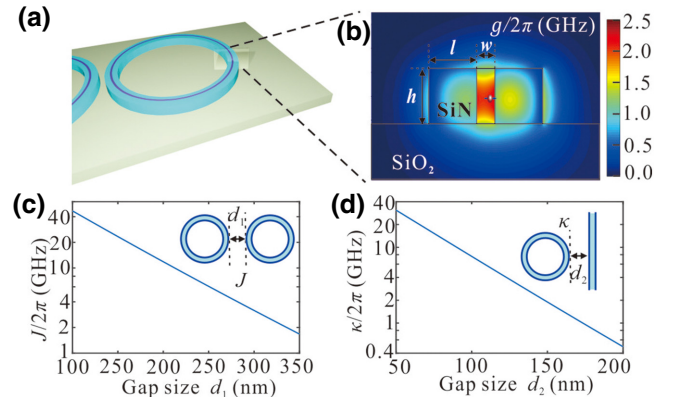 (a)
(b)
g/2π (GHz)
l
w
h
SiN
SiO₂
2.5
2.0
1.5
1.0
0.5
0.0
(c)
J/2π (GHz)
40
20
10
4
2
1
d₁
J
100 150 200 250 300 350
Gap size d₁ (nm)
(d)
κ/2π (GHz)
40
20
10
4
2
1
0.4
κ
d₂
50 100 150 200
Gap size d₂ (nm)